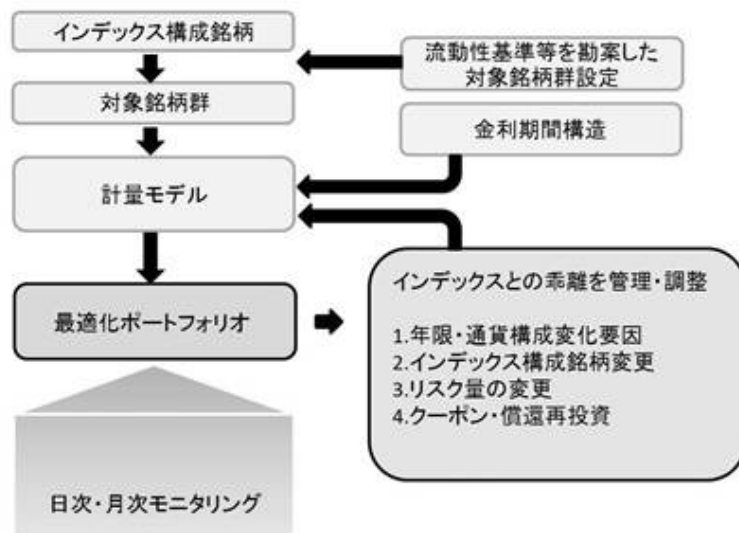 インデックス構成銘柄
流動性基準等を勘案した
対象銘柄群設定
対象銘柄群
金利期間構造
計量モデル
インデックスとの乖離を管理・調整
最適化ポートフォリオ
1.年限・通貨構成変化要因
2.インデックス構成銘柄変更
3.リスク量の変更
4.クーポン・償還再投資
日次・月次モニタリング